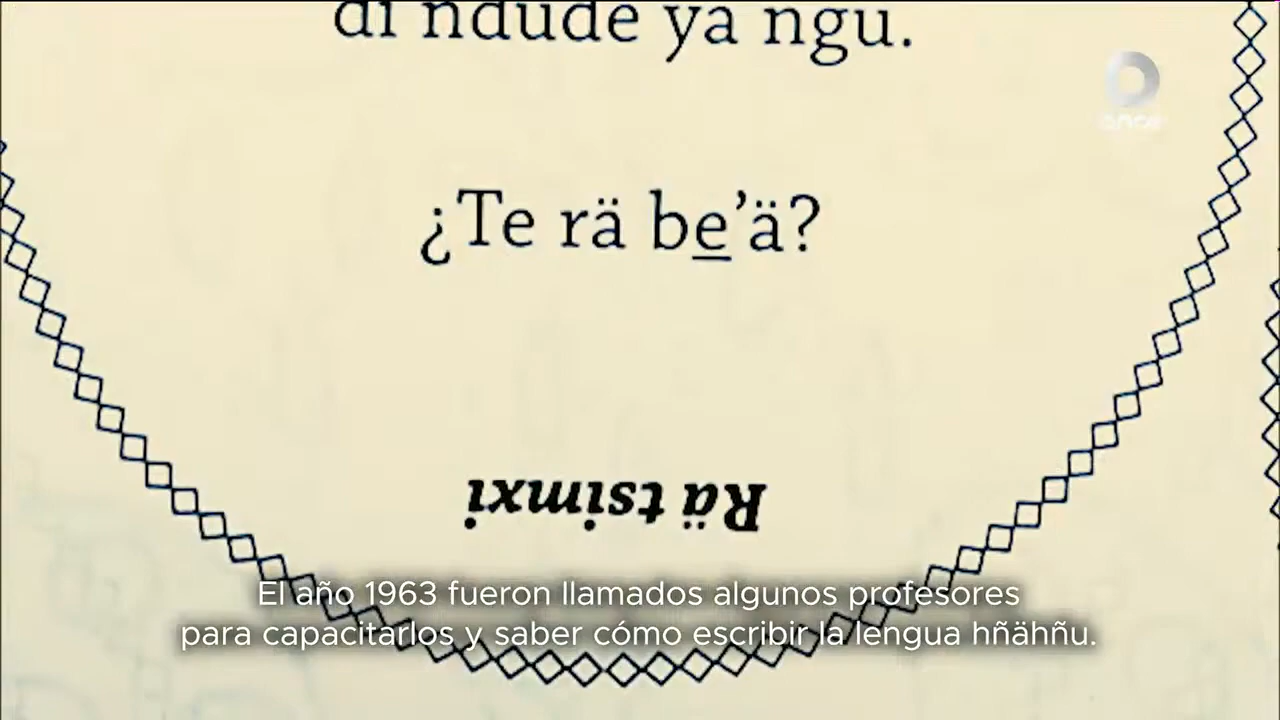 di ndude ya ngu.
once
¿Te rä be̲’ä?
Rä tsimxi
El año 1963 fueron llamados algunos profesores
para capacitarlos y saber cómo escribir la lengua hñähñu.